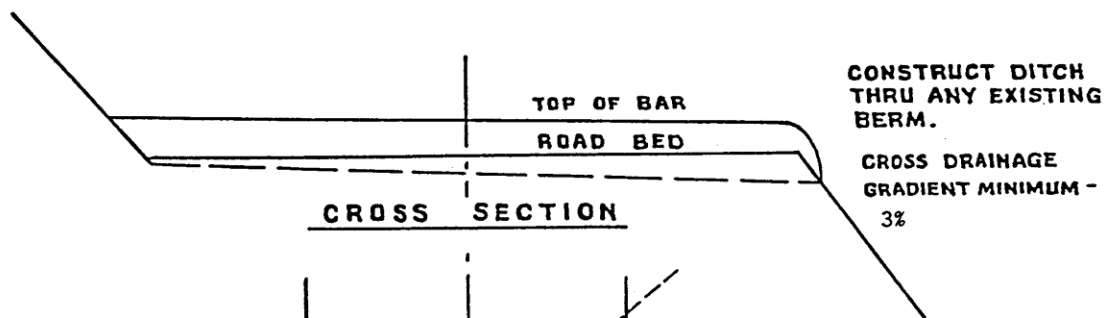 TOP OF BAR
ROAD BED
CROSS SECTION
CONSTRUCT DITCH
THRU ANY EXISTING
BERM.
CROSS DRAINAGE
GRADIENT MINIMUM -
3%